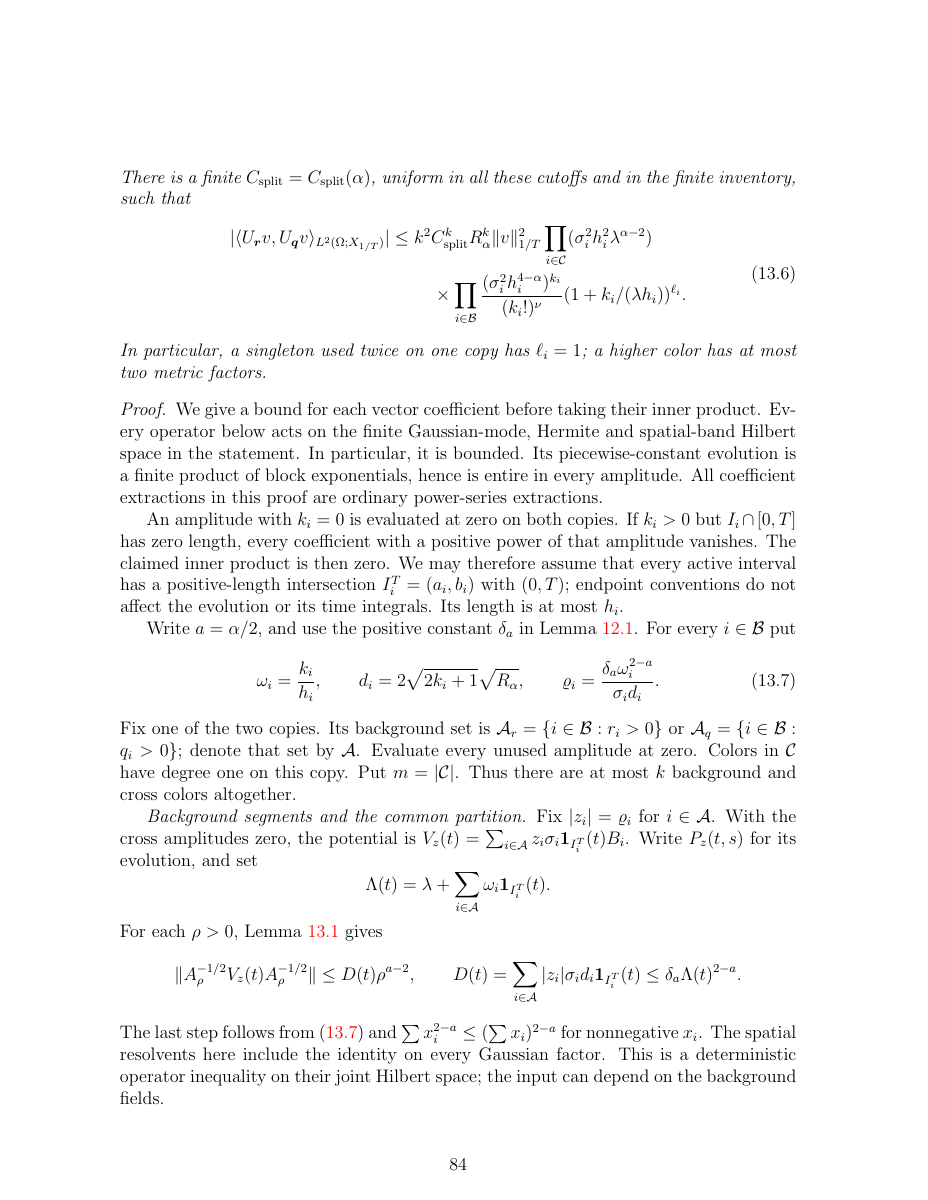 There is a finite C_split = C_split(α), uniform in all these cutoffs and in the finite inventory,
such that
|⟨U_r v, U_q v⟩_{L²(Ω;X_{1/T})}| ≤ k² C^k_split R^k_α ‖v‖²_{1/T} ∏_{i∈𝒞} (σ_i² h_i² λ^{α−2})
× ∏_{i∈ℬ} (σ_i² h_i^{4−α})^{k_i} / (k_i!)^ν (1 + k_i/(λh_i))^{ℓ_i}. (13.6)
In particular, a singleton used twice on one copy has ℓ_i = 1; a higher color has at most
two metric factors.
Proof. We give a bound for each vector coefficient before taking their inner product. Ev-
ery operator below acts on the finite Gaussian-mode, Hermite and spatial-band Hilbert
space in the statement. In particular, it is bounded. Its piecewise-constant evolution is
a finite product of block exponentials, hence is entire in every amplitude. All coefficient
extractions in this proof are ordinary power-series extractions.
An amplitude with k_i = 0 is evaluated at zero on both copies. If k_i > 0 but I_i ∩ [0, T]
has zero length, every coefficient with a positive power of that amplitude vanishes. The
claimed inner product is then zero. We may therefore assume that every active interval
has a positive-length intersection I_i^T = (a_i, b_i) with (0, T); endpoint conventions do not
affect the evolution or its time integrals. Its length is at most h_i.
Write a = α/2, and use the positive constant δ_a in Lemma 12.1. For every i ∈ ℬ put
ω_i = k_i/h_i, d_i = 2√(2k_i + 1)√R_α, ϱ_i = δ_a ω_i^{2−a} / (σ_i d_i). (13.7)
Fix one of the two copies. Its background set is 𝒜_r = {i ∈ ℬ : r_i > 0} or 𝒜_q = {i ∈ ℬ :
q_i > 0}; denote that set by 𝒜. Evaluate every unused amplitude at zero. Colors in 𝒞
have degree one on this copy. Put m = |𝒞|. Thus there are at most k background and
cross colors altogether.
Background segments and the common partition. Fix |z_i| = ϱ_i for i ∈ 𝒜. With the
cross amplitudes zero, the potential is V_z(t) = ∑_{i∈𝒜} z_i σ_i 𝟏_{I_i^T}(t)B_i. Write P_z(t, s) for its
evolution, and set
Λ(t) = λ + ∑_{i∈𝒜} ω_i 𝟏_{I_i^T}(t).
For each ρ > 0, Lemma 13.1 gives
‖A_ρ^{−1/2} V_z(t) A_ρ^{−1/2}‖ ≤ D(t)ρ^{a−2}, D(t) = ∑_{i∈𝒜} |z_i|σ_i d_i 𝟏_{I_i^T}(t) ≤ δ_a Λ(t)^{2−a}.
The last step follows from (13.7) and ∑ x_i^{2−a} ≤ (∑ x_i)^{2−a} for nonnegative x_i. The spatial
resolvents here include the identity on every Gaussian factor. This is a deterministic
operator inequality on their joint Hilbert space; the input can depend on the background
fields.
84